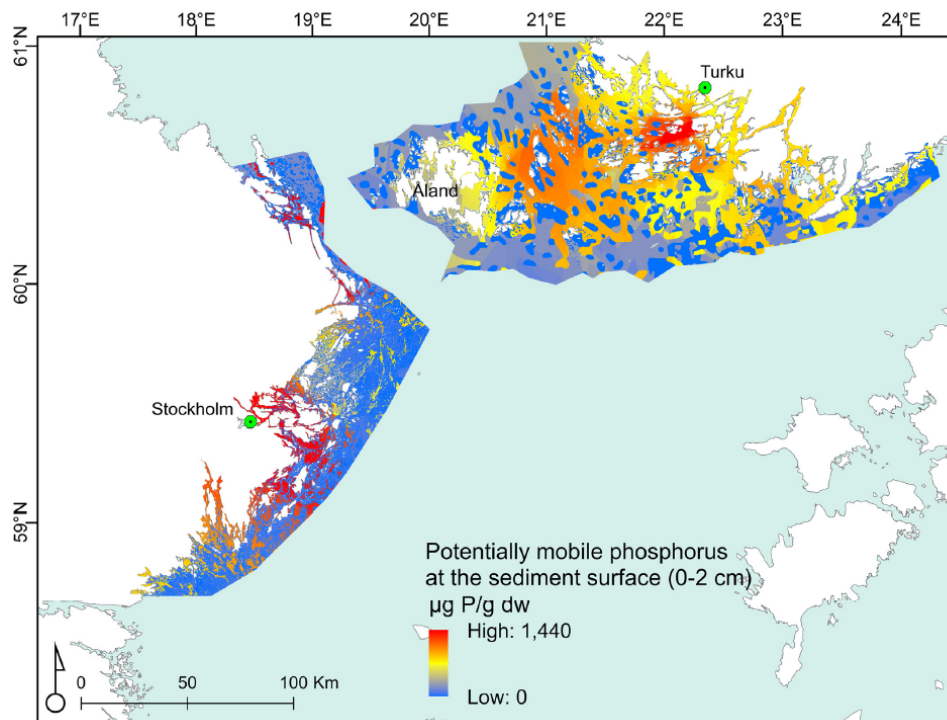 17°E 18°E 19°E 20°E 21°E 22°E 23°E 24°E
61°N
Turku
Åland
60°N
Stockholm
59°N
Potentially mobile phosphorus
at the sediment surface (0-2 cm)
µg P/g dw
High: 1,440
Low: 0
0 50 100 Km